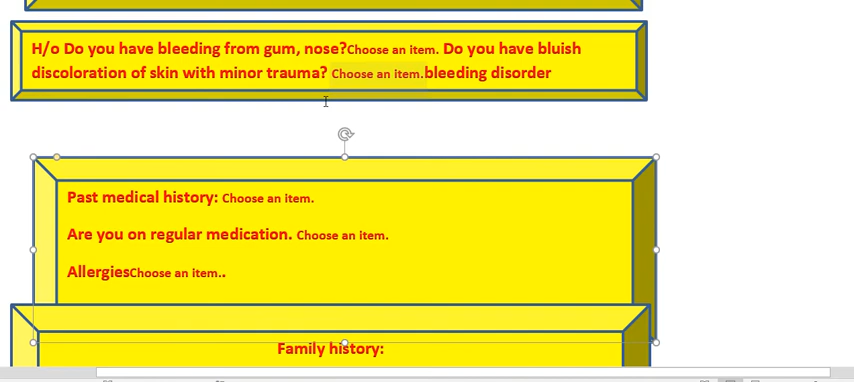 H/o Do you have bleeding from gum, nose?Choose an item. Do you have bluish
discoloration of skin with minor trauma? Choose an item.bleeding disorder
Past medical history: Choose an item.
Are you on regular medication. Choose an item.
AllergiesChoose an item..
Family history: